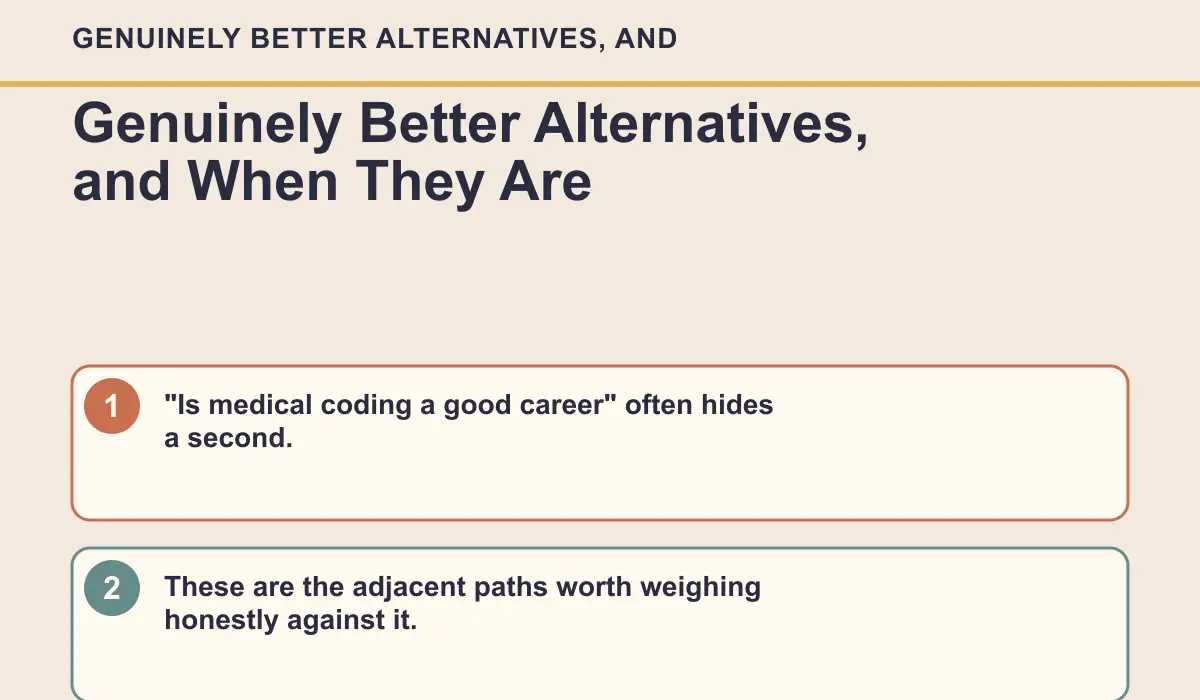 GENUINELY BETTER ALTERNATIVES, AND
Genuinely Better Alternatives,
and When They Are
1
"Is medical coding a good career" often hides
a second.
2
These are the adjacent paths worth weighing
honestly against it.